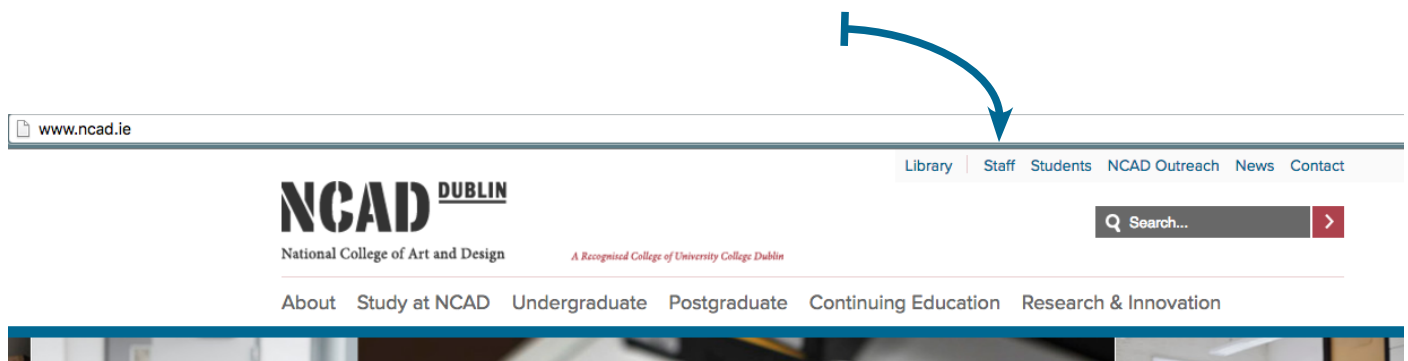 www.ncad.ie
Library Staff Students NCAD Outreach News Contact
NCAD DUBLIN
Search...
National College of Art and Design A Recognised College of University College Dublin
About Study at NCAD Undergraduate Postgraduate Continuing Education Research & Innovation